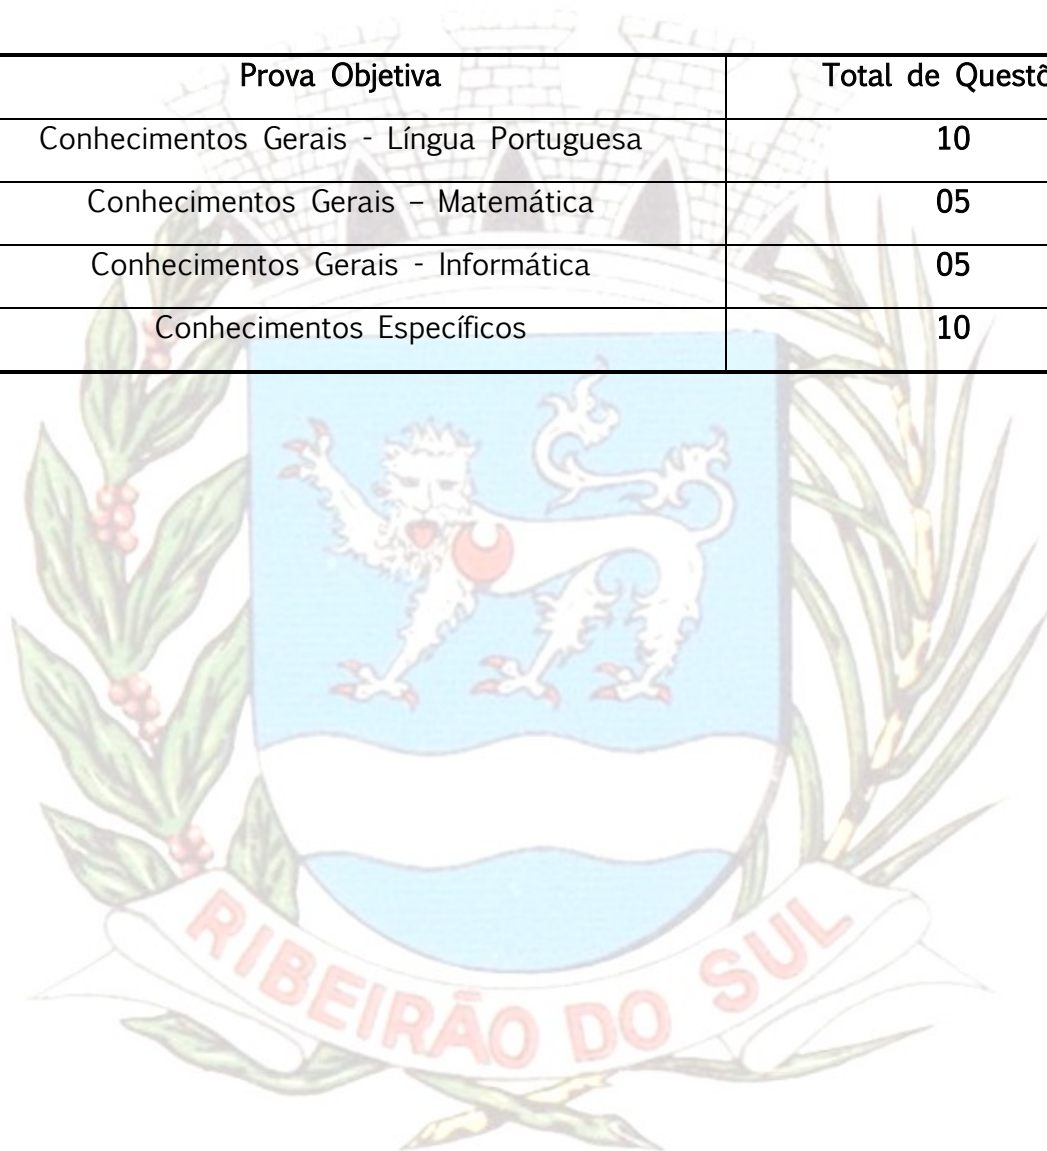 Prova Objetiva Total de Questõ
Conhecimentos Gerais - Língua Portuguesa 10
Conhecimentos Gerais – Matemática 05
Conhecimentos Gerais - Informática 05
Conhecimentos Específicos 10
RIBEIRÃO DO SUL